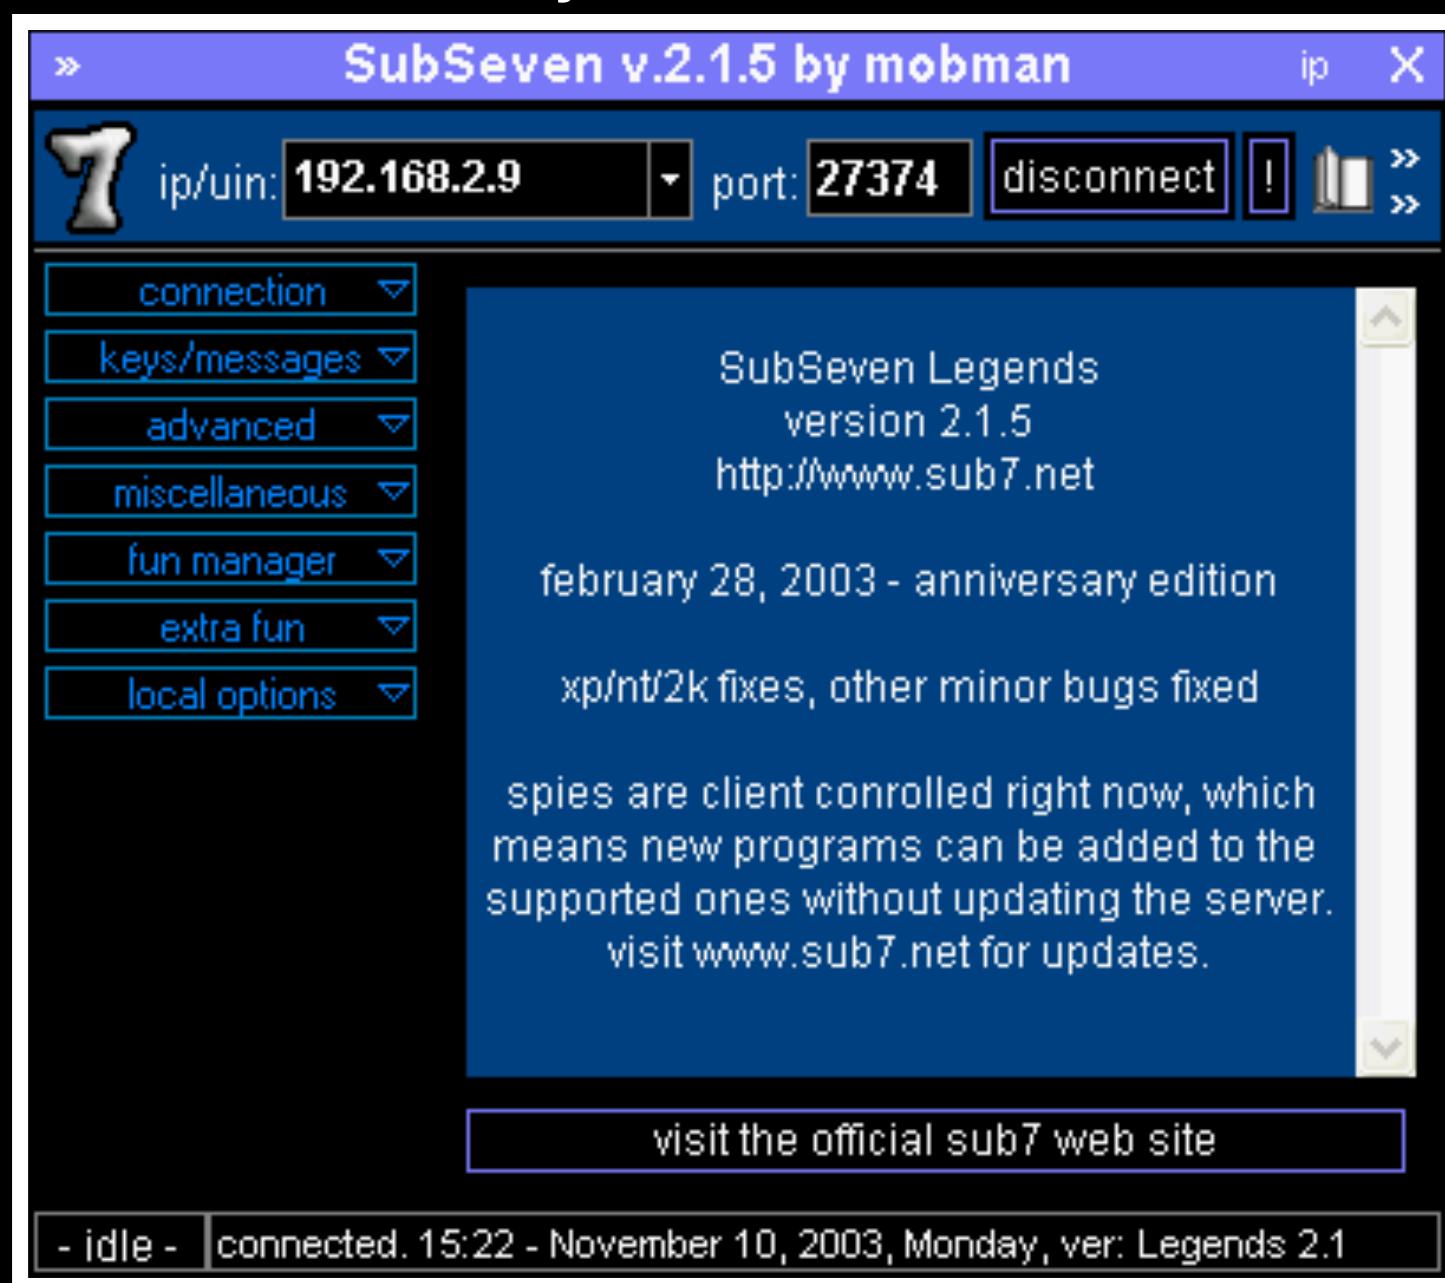 » SubSeven v.2.1.5 by mobman ip X
7 ip/uin: 192.168.2.9 port: 27374 disconnect ! » »
connection
keys/messages
advanced
miscellaneous
fun manager
extra fun
local options
SubSeven Legends
version 2.1.5
http://www.sub7.net
february 28, 2003 - anniversary edition
xp/nt/2k fixes, other minor bugs fixed
spies are client conrolled right now, which
means new programs can be added to the
supported ones without updating the server.
visit www.sub7.net for updates.
visit the official sub7 web site
- idle - connected. 15:22 - November 10, 2003, Monday, ver: Legends 2.1